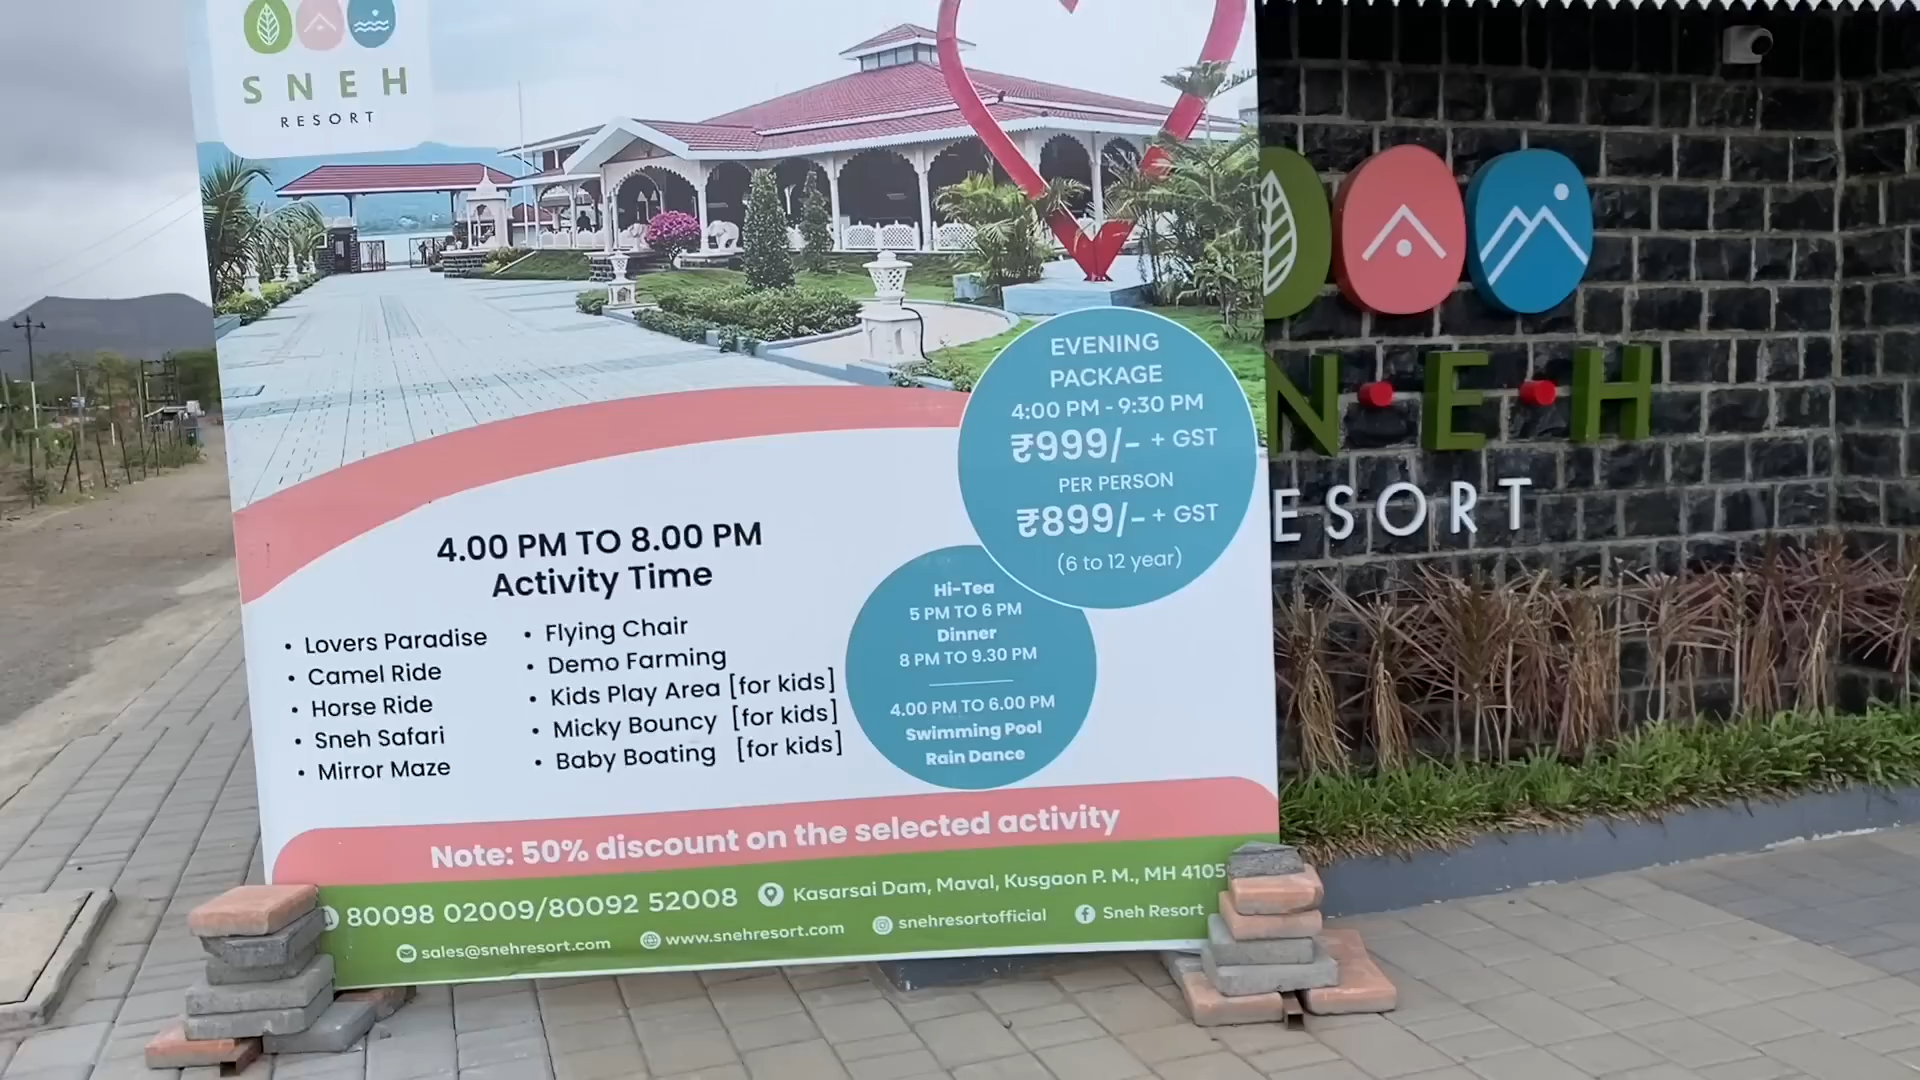 SNEH
RESORT
EVENING
PACKAGE
4:00 PM - 9:30 PM
₹999/- + GST
PER PERSON
₹899/- + GST
(6 to 12 year)
4.00 PM TO 8.00 PM
Activity Time
• Lovers Paradise
• Camel Ride
• Horse Ride
• Sneh Safari
• Mirror Maze
• Flying Chair
• Demo Farming
• Kids Play Area [for kids]
• Micky Bouncy [for kids]
• Baby Boating [for kids]
Hi-Tea
5 PM TO 6 PM
Dinner
8 PM TO 9.30 PM
4.00 PM TO 6.00 PM
Swimming Pool
Rain Dance
Note: 50% discount on the selected activity
80098 02009/80092 52008
Kasarsai Dam, Maval, Kusgaon P. M., MH 4105
sales@snehresort.com
www.snehresort.com
snehresortofficial
Sneh Resort
N·E·H
ESORT